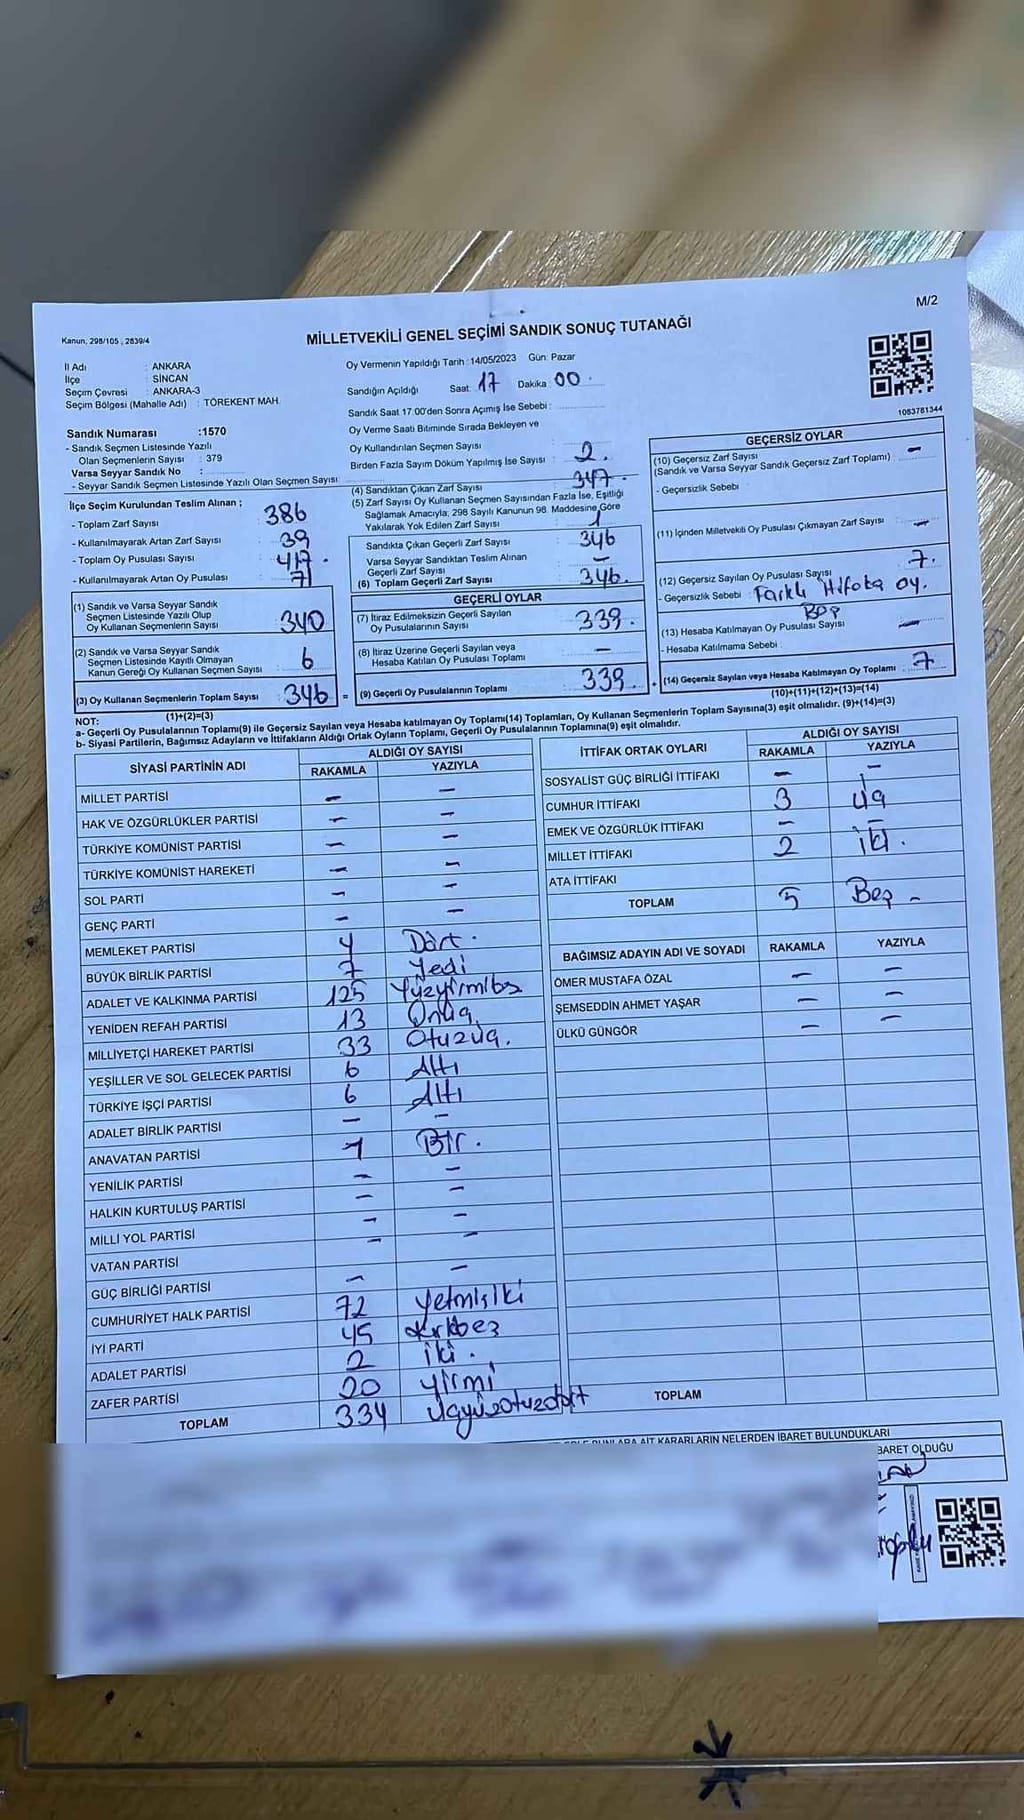 M/2
Kanun, 298/105 , 2839/4
MİLLETVEKİLİ GENEL SEÇİMİ SANDIK SONUÇ TUTANAĞI
İl Adı : ANKARA
İlçe : SİNCAN
Seçim Çevresi : ANKARA-3
Seçim Bölgesi (Mahalle Adı) : TÖREKENT MAH.
Oy Vermenin Yapıldığı Tarih :14/05/2023 Gün: Pazar
Sandığın Açıldığı Saat: 17 Dakika: 00.
Sandık Saat 17:00'den Sonra Açımış İse Sebebi :
Oy Verme Saati Bitiminde Sırada Bekleyen ve
Oy Kullandırılan Seçmen Sayısı : 2.
Birden Fazla Sayım Döküm Yapılmış İse Sayısı :
1083781344
Sandık Numarası :1570
- Sandık Seçmen Listesinde Yazılı
Olan Seçmenlerin Sayısı : 379
Varsa Seyyar Sandık No :
- Seyyar Sandık Seçmen Listesinde Yazılı Olan Seçmen Sayısı
İlçe Seçim Kurulundan Teslim Alınan ;
- Toplam Zarf Sayısı : 386
- Kullanılmayarak Artan Zarf Sayısı : 39
- Toplam Oy Pusulası Sayısı : 417.
- Kullanılmayarak Artan Oy Pusulası : 71
(1) Sandık ve Varsa Seyyar Sandık
Seçmen Listesinde Yazılı Olup
Oy Kullanan Seçmenlerin Sayısı 340
(2) Sandık ve Varsa Seyyar Sandık
Seçmen Listesinde Kayıtlı Olmayan
Kanun Gereği Oy Kullanan Seçmen Sayısı 6
(3) Oy Kullanan Seçmenlerin Toplam Sayısı : 346
(1)+(2)=(3)
(4) Sandıktan Çıkan Zarf Sayısı 347.
(5) Zarf Sayısı Oy Kullanan Seçmen Sayısından Fazla İse, Eşitliği
Sağlamak Amacıyla; 298 Sayılı Kanunun 98. Maddesine Göre
Yakılarak Yok Edilen Zarf Sayısı : 1
Sandıkta Çıkan Geçerli Zarf Sayısı : 346
Varsa Seyyar Sandıktan Teslim Alınan
Geçerli Zarf Sayısı : -
(6) Toplam Geçerli Zarf Sayısı : 346.
GEÇERLİ OYLAR
(7) İtiraz Edilmeksizin Geçerli Sayılan
Oy Pusulalarının Sayısı : 339.
(8) İtiraz Üzerine Geçerli Sayılan veya
Hesaba Katılan Oy Pusulası Toplamı : -
= (9) Geçerli Oy Pusulalarının Toplamı : 339.
GEÇERSİZ OYLAR
(10) Geçersiz Zarf Sayısı : -
(Sandık ve Varsa Seyyar Sandık Geçersiz Zarf Toplamı)
- Geçersizlik Sebebi
(11) İçinden Milletvekili Oy Pusulası Çıkmayan Zarf Sayısı : -
(12) Geçersiz Sayılan Oy Pusulası Sayısı : 7.
- Geçersizlik Sebebi Farklı ittifaka oy.
Boş
(13) Hesaba Katılmayan Oy Pusulası Sayısı : -
- Hesaba Katılmama Sebebi :
(14) Geçersiz Sayılan veya Hesaba Katılmayan Oy Toplamı : 7
(10)+(11)+(12)+(13)=(14)
NOT:
a- Geçerli Oy Pusulalarının Toplamı(9) ile Geçersiz Sayılan veya Hesaba katılmayan Oy Toplamı(14) Toplamları, Oy Kullanan Seçmenlerin Toplam Sayısına(3) eşit olmalıdır. (9)+(14)=(3)
b- Siyasi Partilerin, Bağımsız Adayların ve İttifakların Aldığı Ortak Oyların Toplamı, Geçerli Oy Pusulalarının Toplamına(9) eşit olmalıdır.
SİYASİ PARTİNİN ADI ALDIĞI OY SAYISI
RAKAMLA YAZIYLA
MİLLET PARTİSİ - -
HAK VE ÖZGÜRLÜKLER PARTİSİ - -
TÜRKİYE KOMÜNİST PARTİSİ - -
TÜRKİYE KOMÜNİST HAREKETİ - -
SOL PARTİ - -
GENÇ PARTİ - -
MEMLEKET PARTİSİ 4 Dört.
BÜYÜK BİRLİK PARTİSİ 7 Yedi
ADALET VE KALKINMA PARTİSİ 125 Yüzyirmibeş
YENİDEN REFAH PARTİSİ 13 Onüç
MİLLİYETÇİ HAREKET PARTİSİ 33 Otuzüç.
YEŞİLLER VE SOL GELECEK PARTİSİ 6 Altı
TÜRKİYE İŞÇİ PARTİSİ 6 Altı
ADALET BİRLİK PARTİSİ - -
ANAVATAN PARTİSİ 1 Bir.
YENİLİK PARTİSİ - -
HALKIN KURTULUŞ PARTİSİ - -
MİLLİ YOL PARTİSİ - -
VATAN PARTİSİ - -
GÜÇ BİRLİĞİ PARTİSİ - -
CUMHURİYET HALK PARTİSİ 72 Yetmişiki
İYİ PARTİ 45 Kırkbeş
ADALET PARTİSİ 2 iki.
ZAFER PARTİSİ 20 yirmi
TOPLAM 334 Üçyüzotuzdört
İTTİFAK ORTAK OYLARI ALDIĞI OY SAYISI
RAKAMLA YAZIYLA
SOSYALİST GÜÇ BİRLİĞİ İTTİFAKI - -
CUMHUR İTTİFAKI 3 üç
EMEK VE ÖZGÜRLÜK İTTİFAKI - -
MİLLET İTTİFAKI 2 iki.
ATA İTTİFAKI
TOPLAM 5 Beş -
BAĞIMSIZ ADAYIN ADI VE SOYADI RAKAMLA YAZIYLA
ÖMER MUSTAFA ÖZAL - -
ŞEMSEDDİN AHMET YAŞAR - -
ÜLKÜ GÜNGÖR - -
TOPLAM
AİT KARARLARIN NELERDEN İBARET BULUNDUKLARI
BARET OLDUĞU